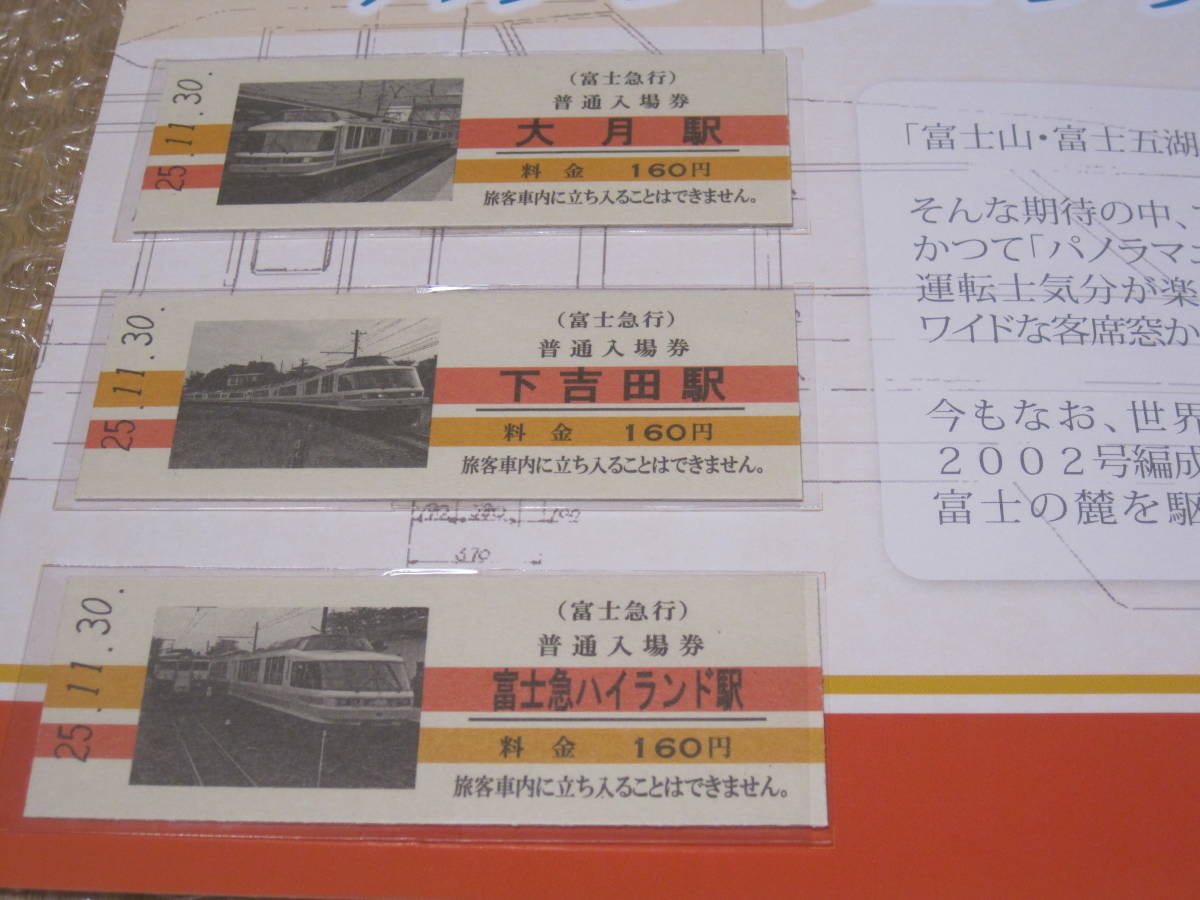 25.11.30.
(富士急行)
普通入場券
大月駅
料金 160円
旅客車内に立ち入ることはできません。
25.11.30.
(富士急行)
普通入場券
下吉田駅
料金 160円
旅客車内に立ち入ることはできません。
25.11.30.
(富士急行)
普通入場券
富士急ハイランド駅
料金 160円
旅客車内に立ち入ることはできません。
「富士山・富士五湖
そんな期待の中、
かつて「パノラマ
運転士気分が楽
ワイドな客席窓か
今もなお、世界
2002号編成
富士の麓を駆